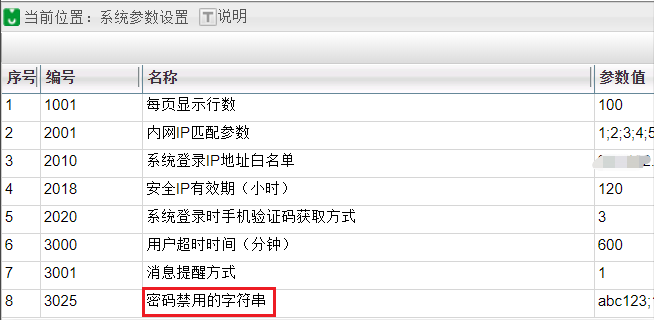 当前位置：系统参数设置 T说明
序号 编号 名称 参数值
1 1001 每页显示行数 100
2 2001 内网IP匹配参数 1;2;3;4;5
3 2010 系统登录IP地址白名单
4 2018 安全IP有效期（小时） 120
5 2020 系统登录时手机验证码获取方式 3
6 3000 用户超时时间（分钟） 600
7 3001 消息提醒方式 1
8 3025 密码禁用的字符串 abc123;